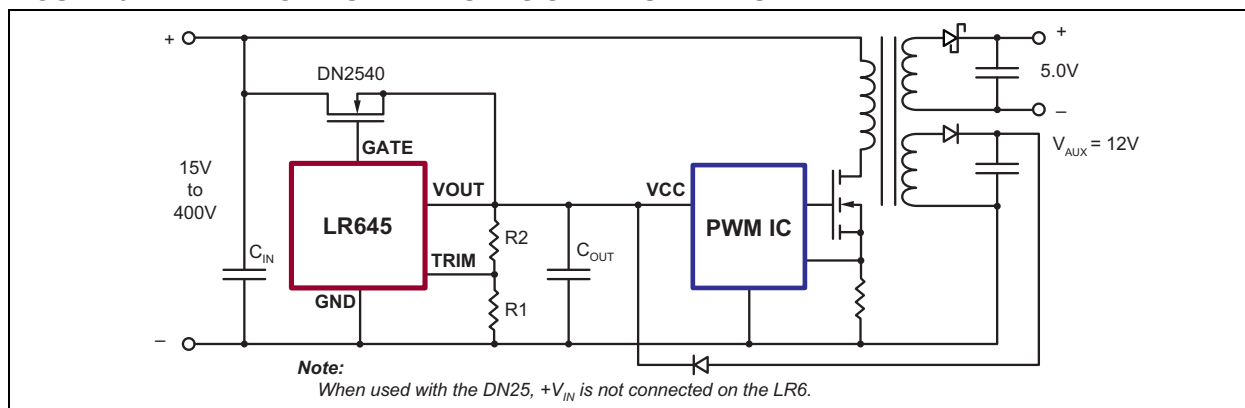 +
DN2540
GATE
15V
to
400V
C_IN
LR645
VOUT
TRIM
GND
R2
R1
C_OUT
VCC
PWM IC
+
5.0V
–
V_AUX = 12V
–
Note:
When used with the DN25, +V_IN is not connected on the LR6.